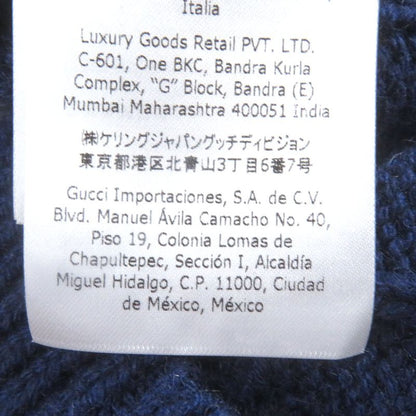 Italia
Luxury Goods Retail PVT. LTD.
C-601, One BKC, Bandra Kurla
Complex, “G” Block, Bandra (E)
Mumbai Maharashtra 400051 India
㈱ケリングジャパングッチディビジョン
東京都港区北青山3丁目6番7号
Gucci Importaciones, S.A. de C.V.
Blvd. Manuel Ávila Camacho No. 40,
Piso 19, Colonia Lomas de
Chapultepec, Sección I, Alcaldía
Miguel Hidalgo, C.P. 11000, Ciudad
de México, México